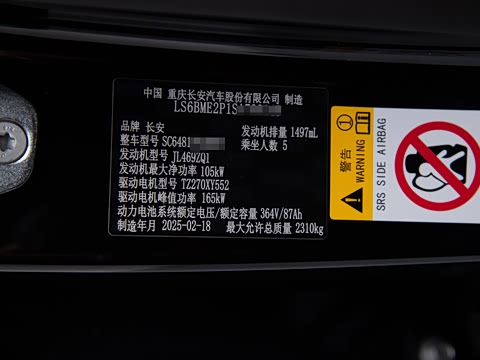 中国 重庆长安汽车股份有限公司 制造
LS6BME2P1S
品牌 长安
发动机排量 1497mL
整车型号 SC6481
乘坐人数 5
发动机型号 JL469ZQ1
发动机最大净功率 105kW
驱动电机型号 TZ270XY552
驱动电机峰值功率 165kW
动力电池系统额定电压/额定容量 364V/87Ah
制造年月 2025-02-18 最大允许总质量 2310kg
警告
WARNING
SRS SIDE AIRBAG